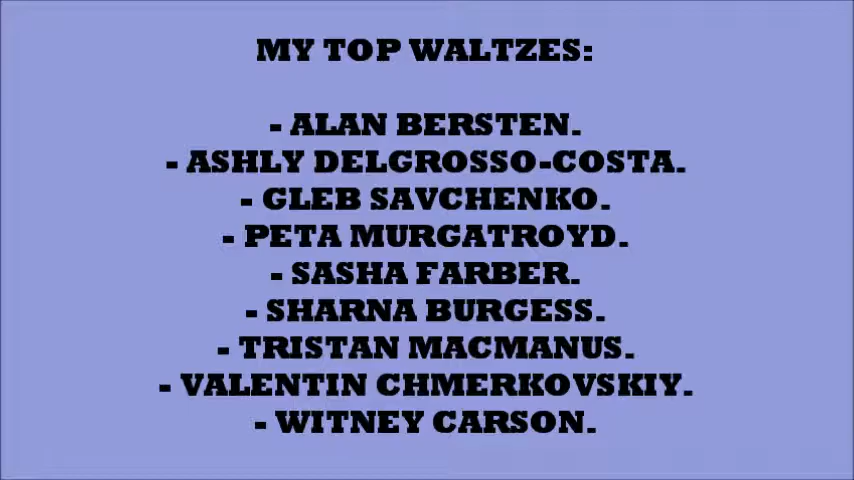 MY TOP WALTZES:
- ALAN BERSTEN.
- ASHLY DELGROSSO-COSTA.
- GLEB SAVCHENKO.
- PETA MURGATROYD.
- SASHA FARBER.
- SHARNA BURGESS.
- TRISTAN MACMANUS.
- VALENTIN CHMERKOVSKIY.
- WITNEY CARSON.